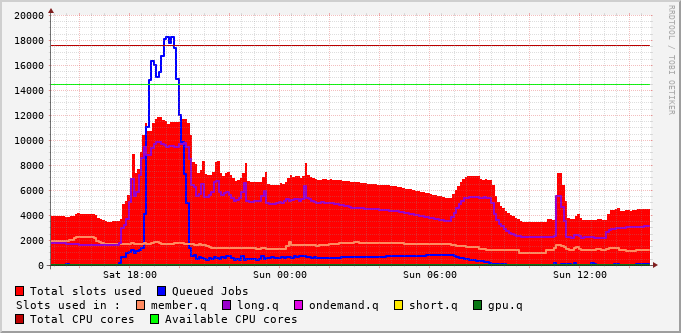 20000
18000
16000
14000
12000
10000
8000
6000
4000
2000
0
Sat 18:00 Sun 00:00 Sun 06:00 Sun 12:00
RRDTOOL / TOBI OETIKER
Total slots used Queued Jobs
Slots used in : member.q long.q ondemand.q short.q gpu.q
Total CPU cores Available CPU cores